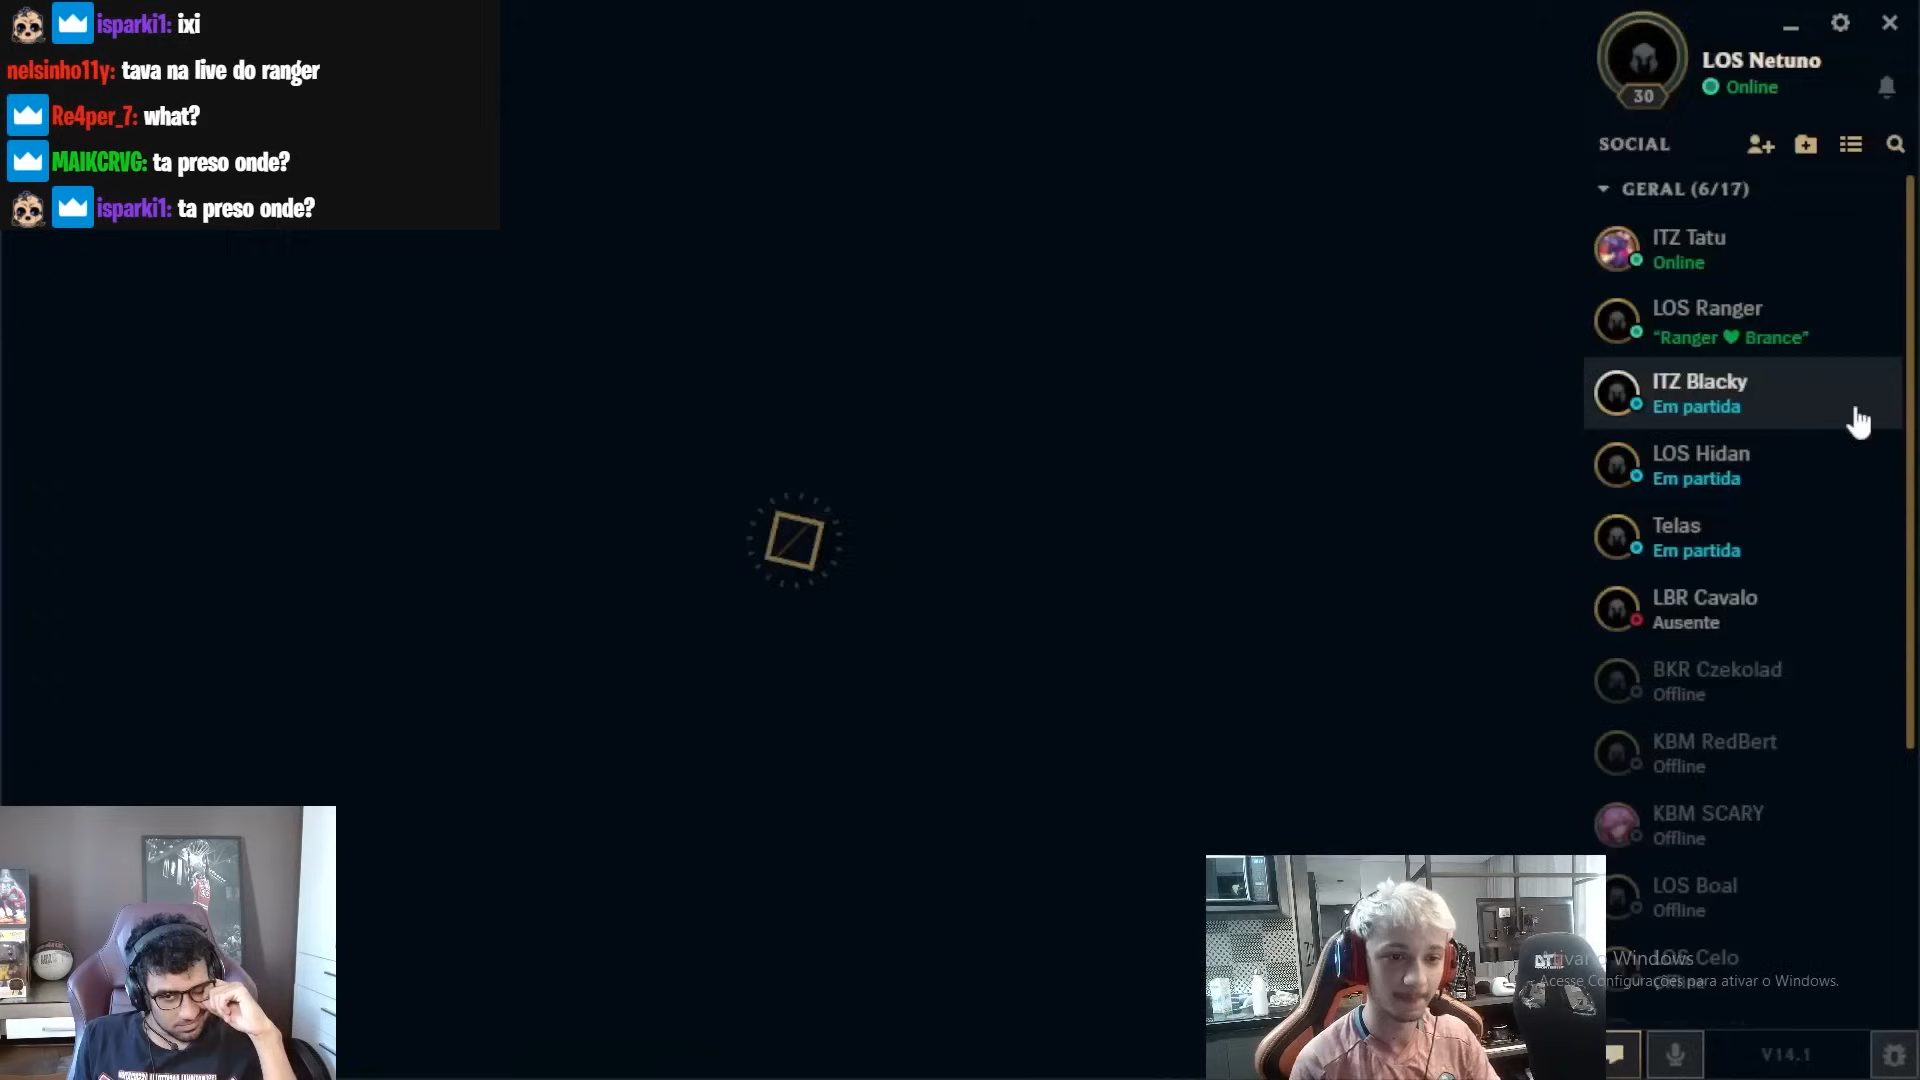 isparki1: ixi
nelsinho11y: tava na live do ranger
Re4per_7: what?
MAIKCRVG: ta preso onde?
isparki1: ta preso onde?
LOS Netuno
Online
30
SOCIAL
GERAL (6/17)
ITZ Tatu
Online
LOS Ranger
"Ranger ♥ Brance"
ITZ Blacky
Em partida
LOS Hidan
Em partida
Telas
Em partida
LBR Cavalo
Ausente
BKR Czekolad
Offline
KBM RedBert
Offline
KBM SCARY
Offline
LOS Boal
Offline
LOS Celo
Ativar o Windows
Acesse Configurações para ativar o Windows.
V14.1